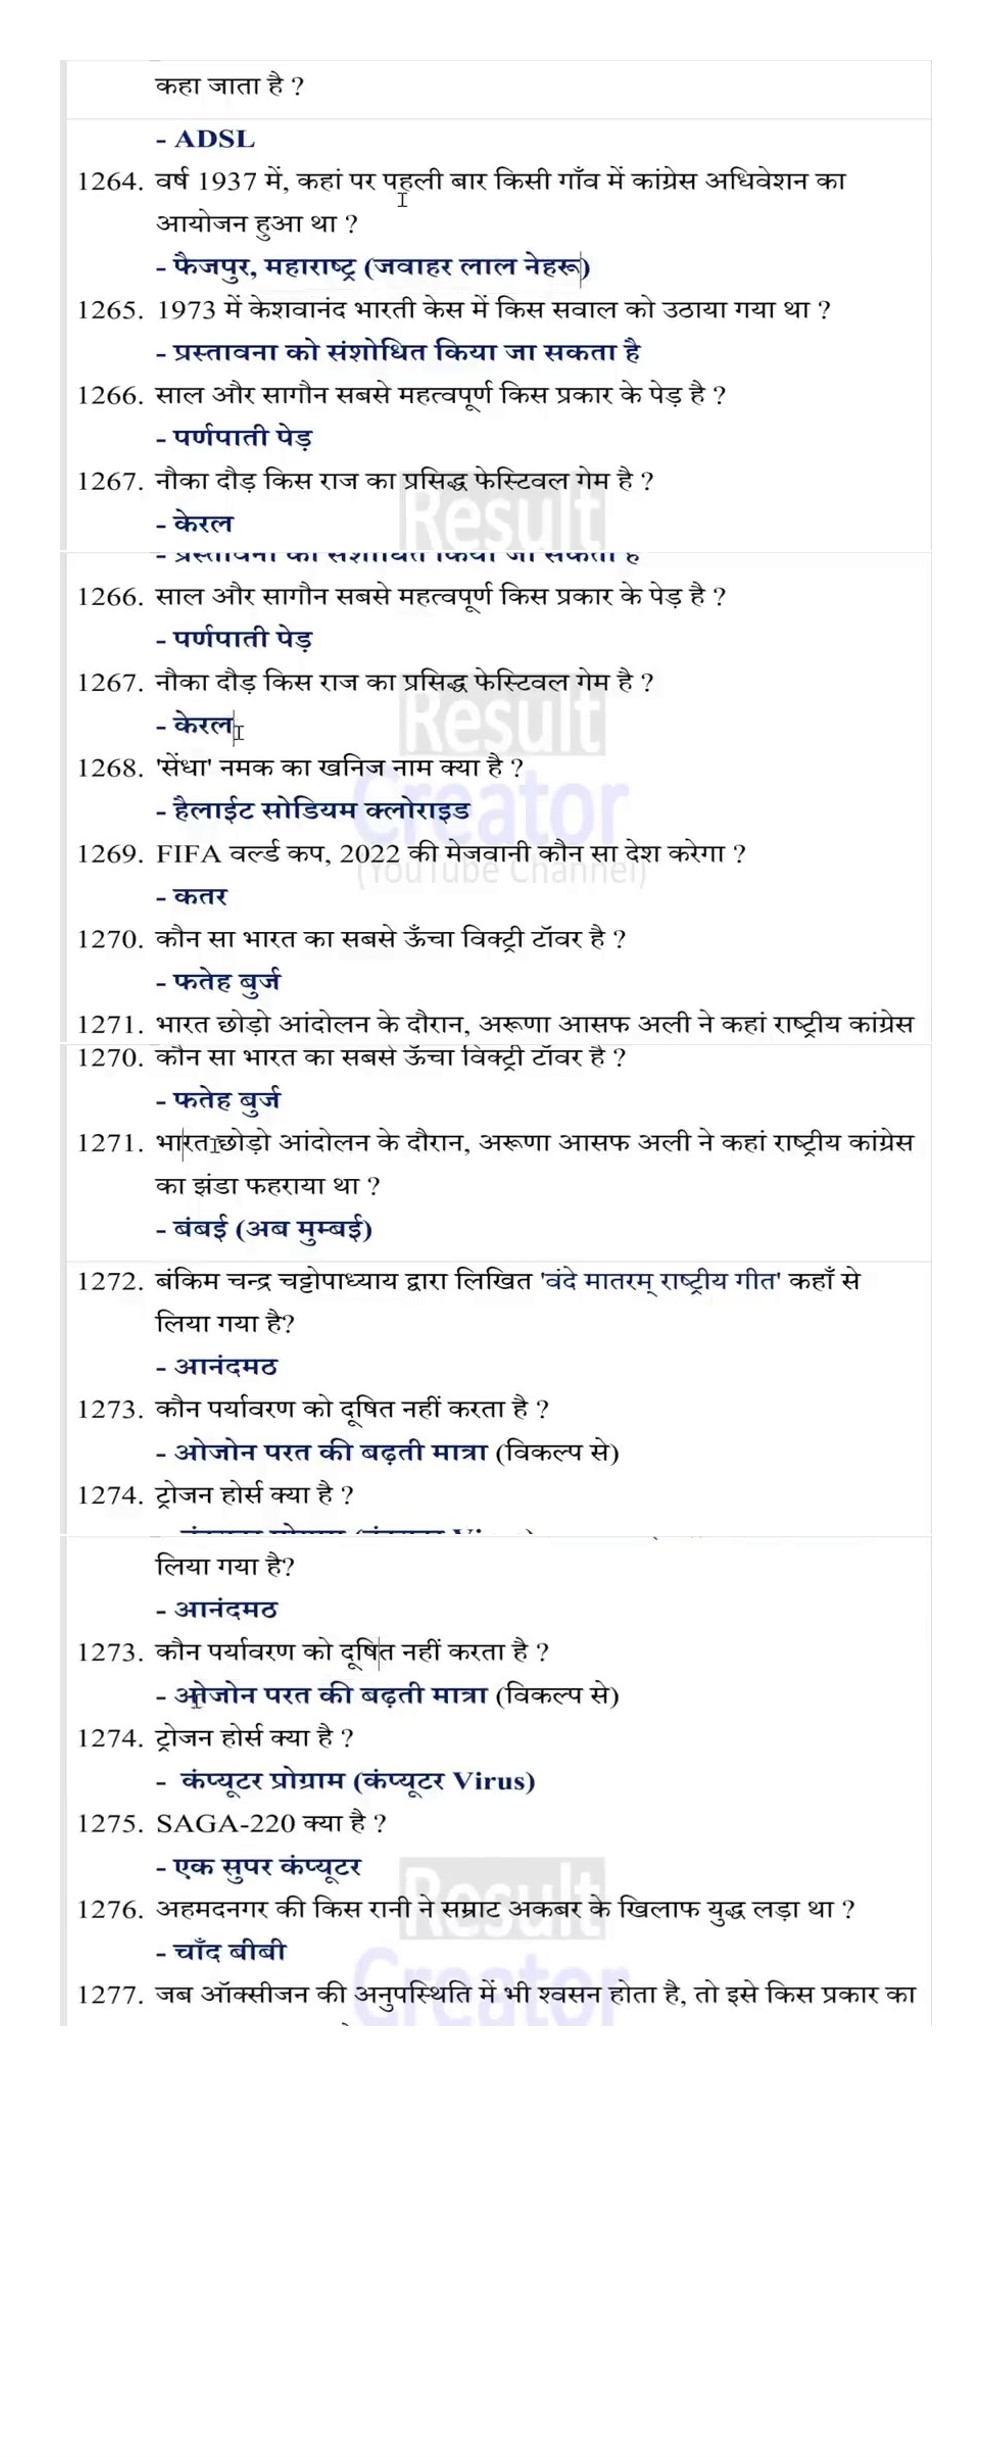 कहा जाता है ?
- ADSL
1264. वर्ष 1937 में, कहां पर पहली बार किसी गाँव में कांग्रेस अधिवेशन का
आयोजन हुआ था ?
- फैजपुर, महाराष्ट्र (जवाहर लाल नेहरू)
1265. 1973 में केशवानंद भारती केस में किस सवाल को उठाया गया था ?
- प्रस्तावना को संशोधित किया जा सकता है
1266. साल और सागौन सबसे महत्वपूर्ण किस प्रकार के पेड़ है ?
- पर्णपाती पेड़
1267. नौका दौड़ किस राज का प्रसिद्ध फेस्टिवल गेम है ?
Result
- केरल
- प्रस्तावना को संशोधित किया जा सकता है
1266. साल और सागौन सबसे महत्वपूर्ण किस प्रकार के पेड़ है ?
- पर्णपाती पेड़
1267. नौका दौड़ किस राज का प्रसिद्ध फेस्टिवल गेम है ?
Result
- केरल
1268. 'सेंधा' नमक का खनिज नाम क्या है ?
Creator
- हैलाईट सोडियम क्लोराइड
1269. FIFA वर्ल्ड कप, 2022 की मेजवानी कौन सा देश करेगा ?
(YouTube Channel)
- कतर
1270. कौन सा भारत का सबसे ऊँचा विक्ट्री टॉवर है ?
- फतेह बुर्ज
1271. भारत छोड़ो आंदोलन के दौरान, अरूणा आसफ अली ने कहां राष्ट्रीय कांग्रेस
1270. कौन सा भारत का सबसे ऊँचा विक्ट्री टॉवर है ?
- फतेह बुर्ज
1271. भारत छोड़ो आंदोलन के दौरान, अरूणा आसफ अली ने कहां राष्ट्रीय कांग्रेस
का झंडा फहराया था ?
- बंबई (अब मुम्बई)
1272. बंकिम चन्द्र चट्टोपाध्याय द्वारा लिखित 'वंदे मातरम् राष्ट्रीय गीत' कहाँ से
लिया गया है?
- आनंदमठ
1273. कौन पर्यावरण को दूषित नहीं करता है ?
- ओजोन परत की बढ़ती मात्रा (विकल्प से)
1274. ट्रोजन होर्स क्या है ?
लिया गया है?
- आनंदमठ
1273. कौन पर्यावरण को दूषित नहीं करता है ?
- ओजोन परत की बढ़ती मात्रा (विकल्प से)
1274. ट्रोजन होर्स क्या है ?
- कंप्यूटर प्रोग्राम (कंप्यूटर Virus)
1275. SAGA-220 क्या है ?
- एक सुपर कंप्यूटर
Result
1276. अहमदनगर की किस रानी ने सम्राट अकबर के खिलाफ युद्ध लड़ा था ?
- चाँद बीबी
Creator
1277. जब ऑक्सीजन की अनुपस्थिति में भी श्वसन होता है, तो इसे किस प्रकार का